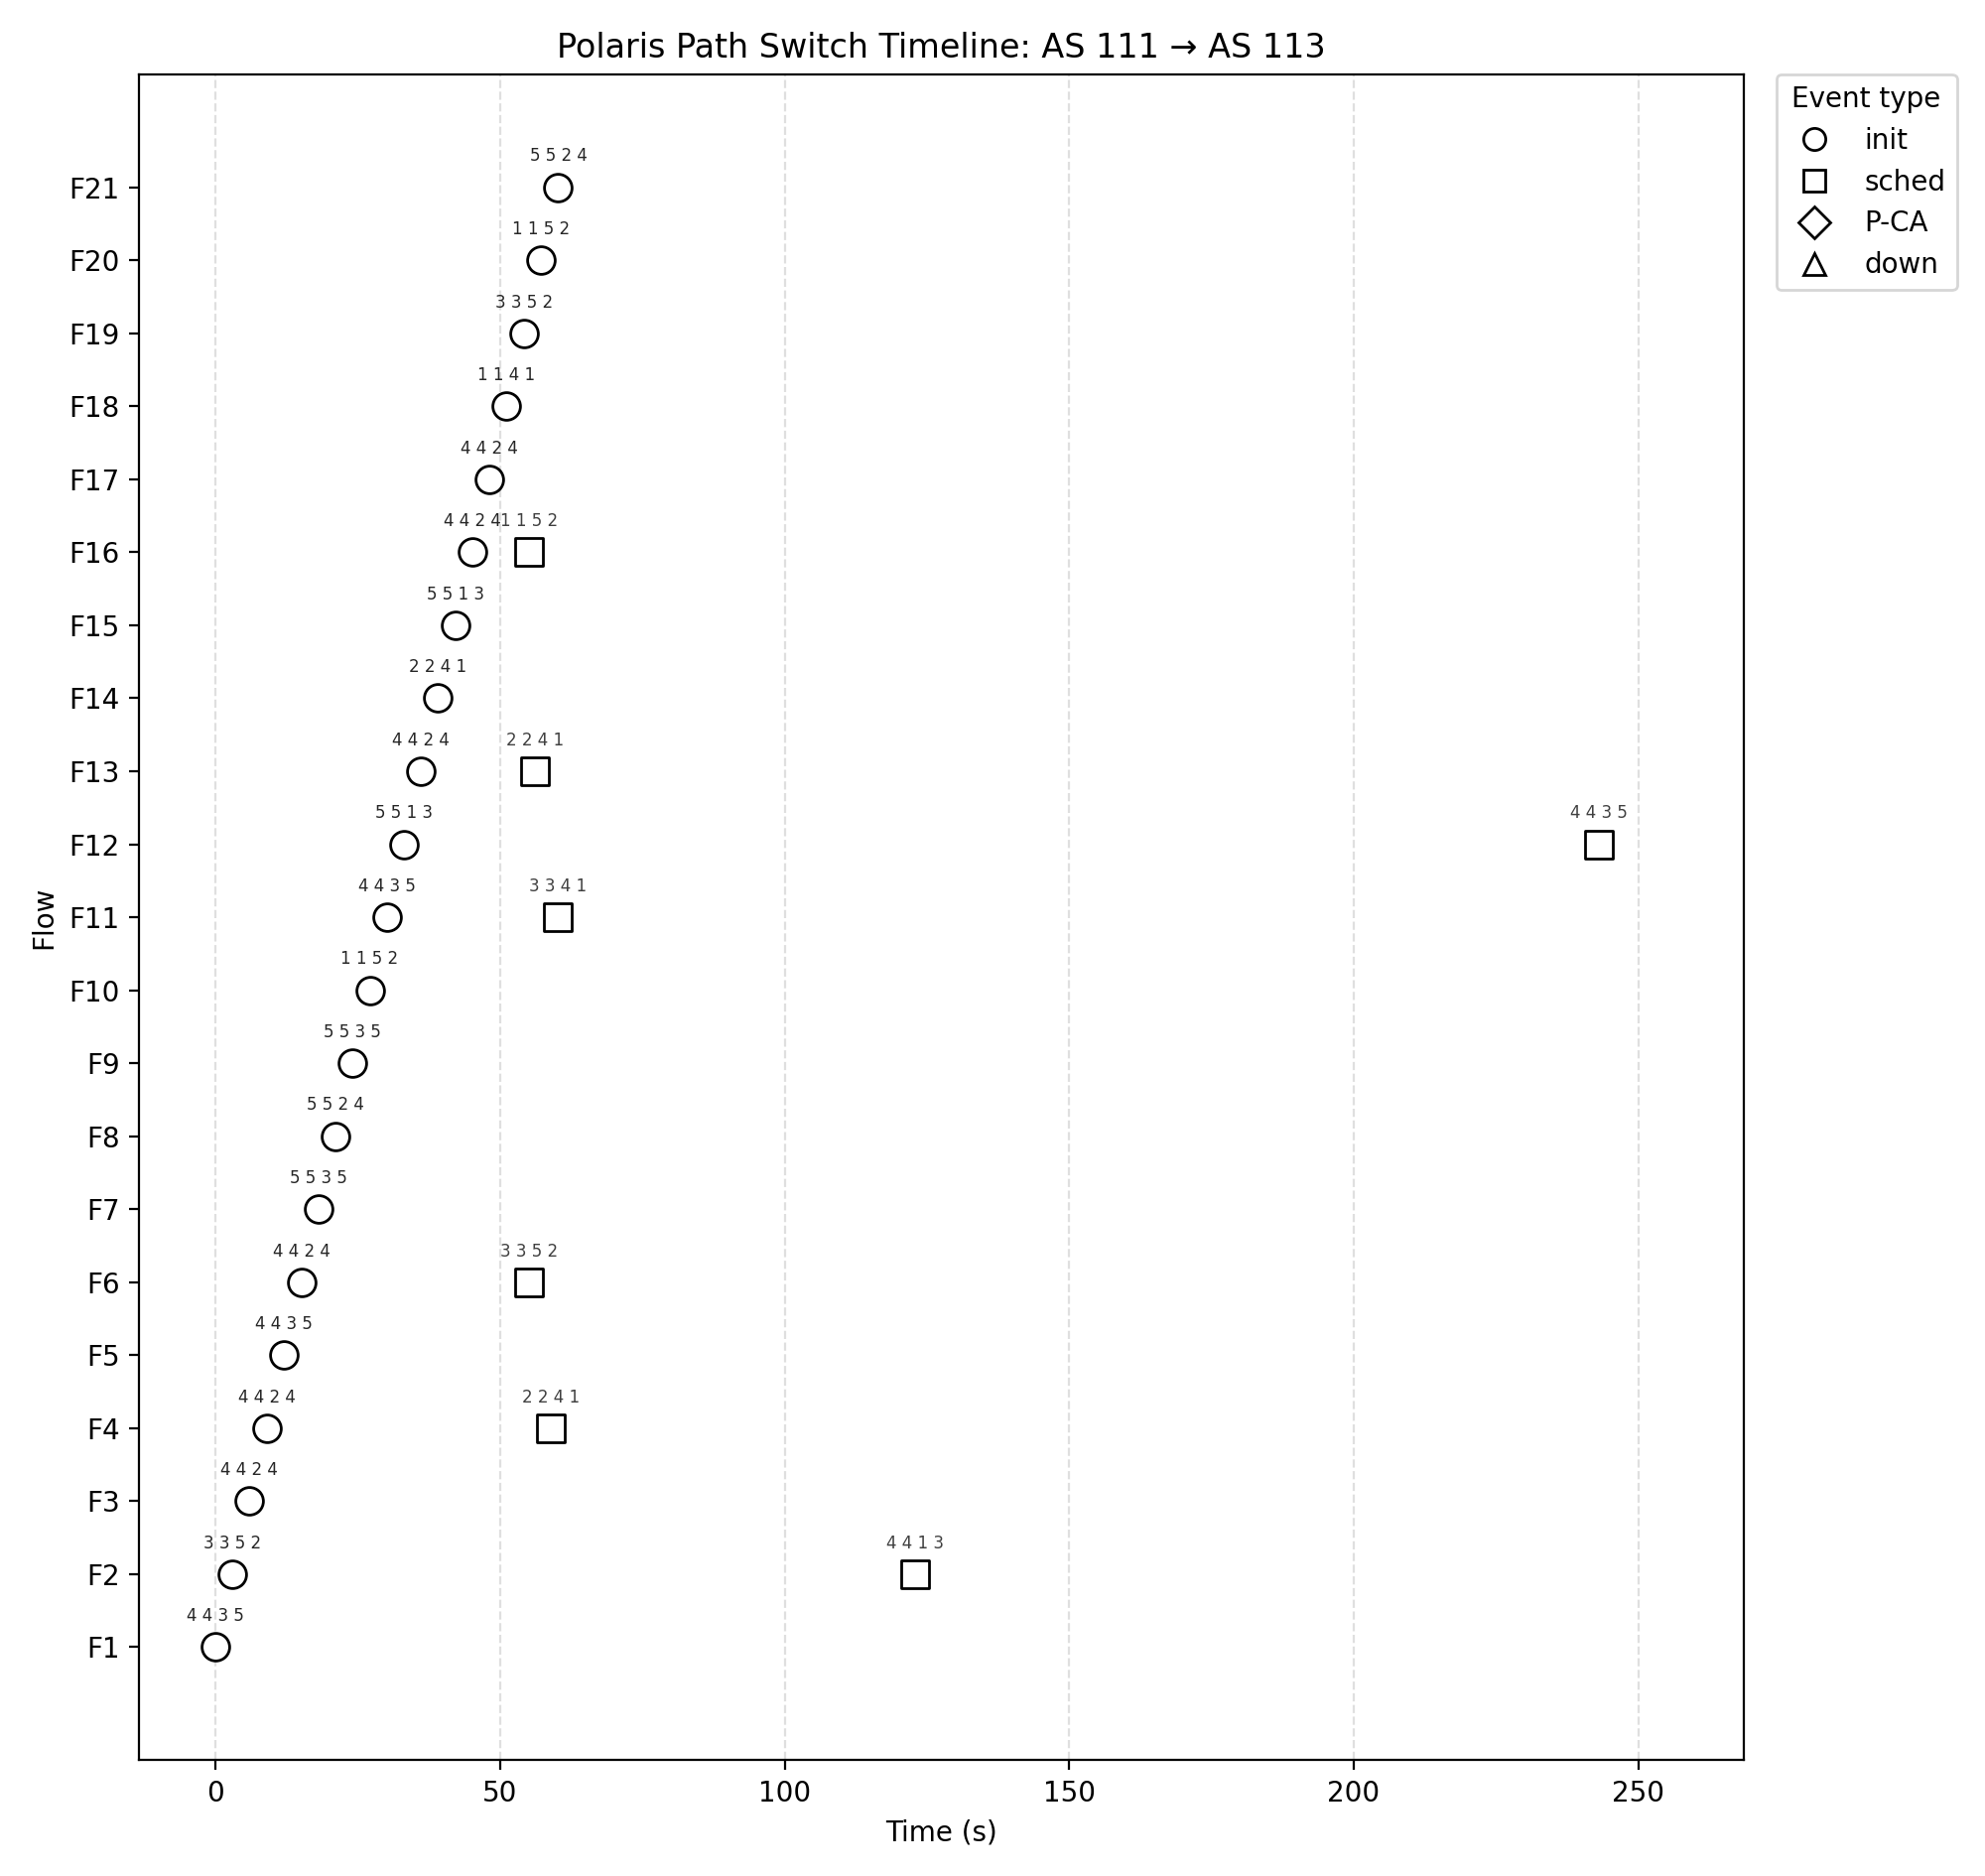 Polaris Path Switch Timeline: AS 111 → AS 113
Event type
init
sched
P-CA
down
5 5 2 4
F21
1 1 5 2
F20
3 3 5 2
F19
1 1 4 1
F18
4 4 2 4
F17
4 4 2 4 1 1 5 2
F16
5 5 1 3
F15
2 2 4 1
F14
4 4 2 4 2 2 4 1
F13
5 5 1 3 4 4 3 5
F12
4 4 3 5 3 3 4 1
F11
1 1 5 2
F10
5 5 3 5
F9
5 5 2 4
F8
5 5 3 5
F7
4 4 2 4 3 3 5 2
F6
4 4 3 5
F5
4 4 2 4 2 2 4 1
F4
4 4 2 4
F3
3 3 5 2 4 4 1 3
F2
4 4 3 5
F1
Flow
0 50 100 150 200 250
Time (s)